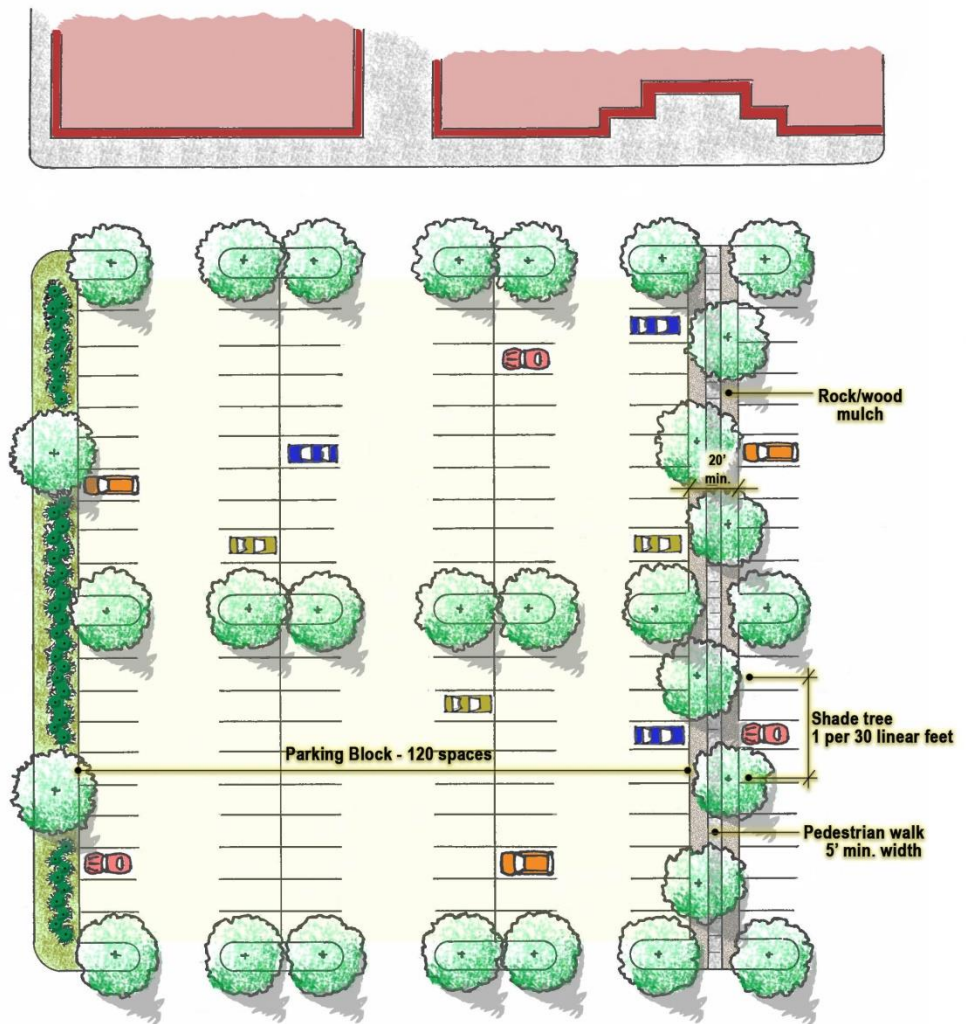 Rock/wood
mulch
20'
min.
Shade tree
1 per 30 linear feet
Parking Block - 120 spaces
Pedestrian walk
5' min. width